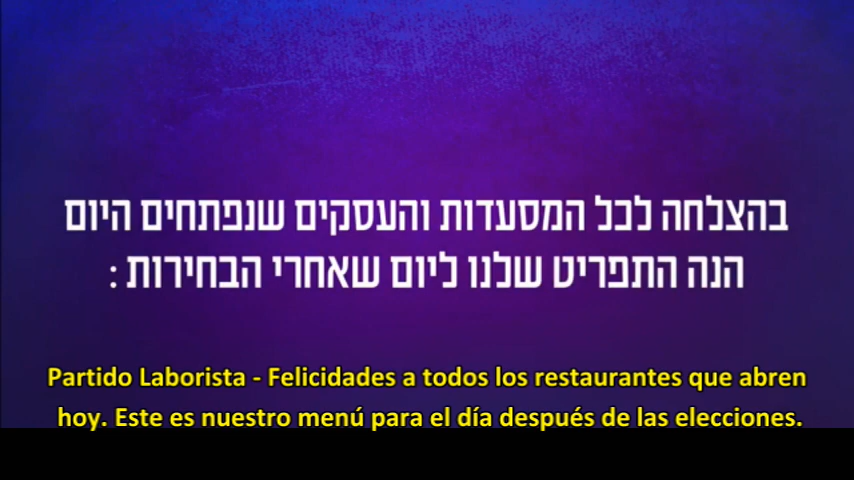 בהצלחה לכל המסעדות והעסקים שנפתחים היום
הנה התפריט שלנו ליום שאחרי הבחירות :
Partido Laborista - Felicidades a todos los restaurantes que abren
hoy. Este es nuestro menú para el día después de las elecciones.